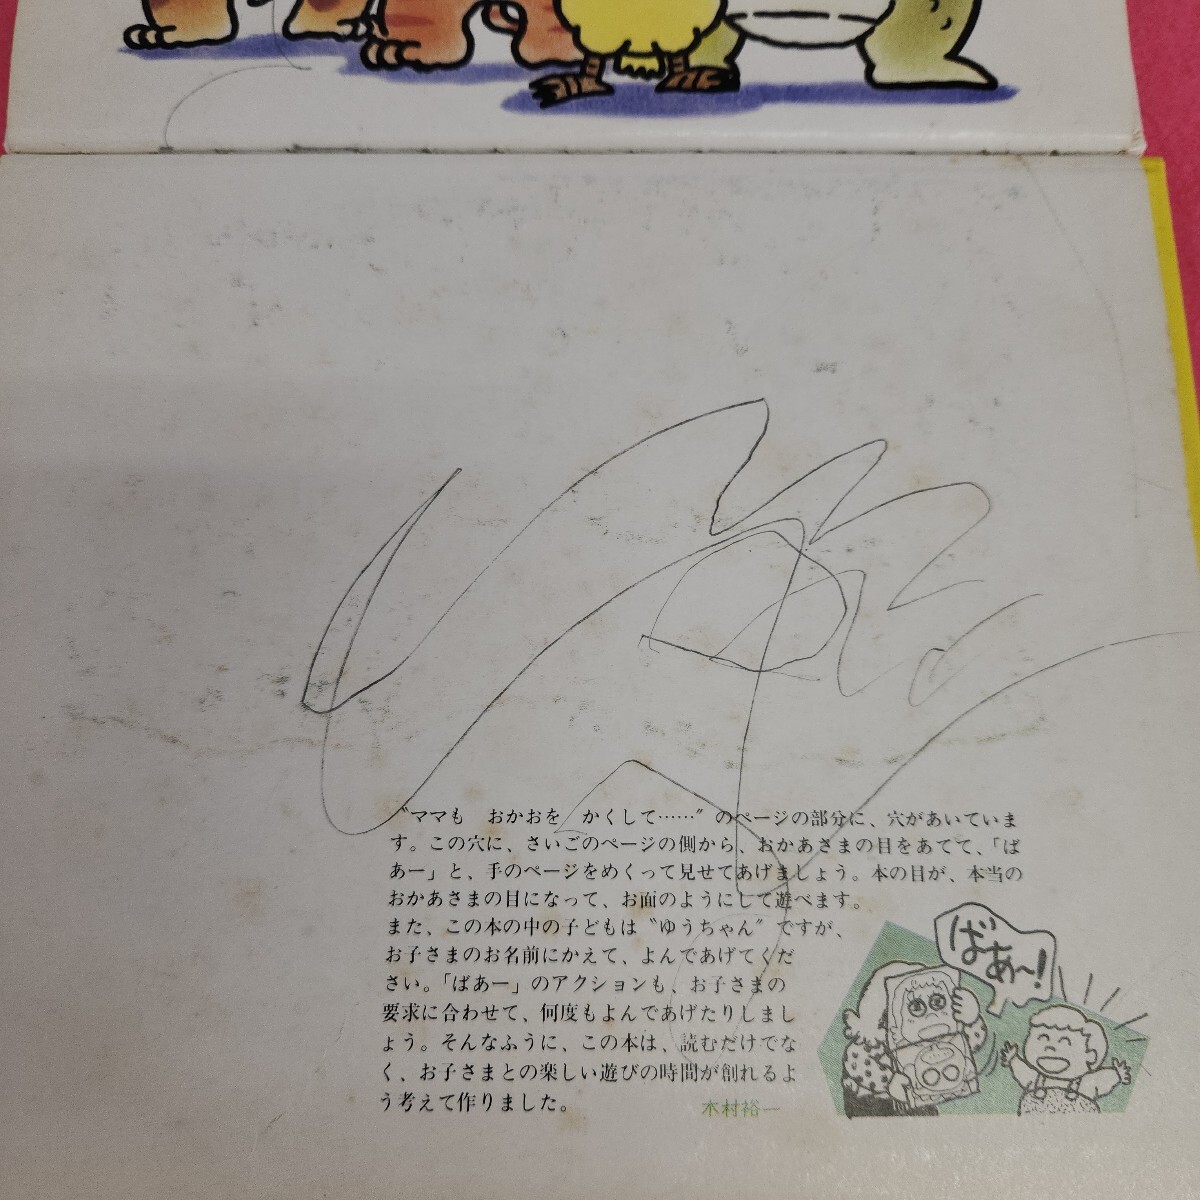 〝ママも　おかおを　かくして……〟のページの部分に、穴があいていま
す。この穴に、さいごのページの側から、おかあさまの目をあてて、「ば
あー」と、手のページをめくって見せてあげましょう。本の目が、本当の
おかあさまの目になって、お面のようにして遊べます。
また、この本の中の子どもは〝ゆうちゃん〟ですが、
お子さまのお名前にかえて、よんであげてくだ
さい。「ばあー」のアクションも、お子さまの
要求に合わせて、何度もよんであげたりしまし
ょう。そんなふうに、この本は、読むだけでな
く、お子さまとの楽しい遊びの時間が創れるよ
う考えて作りました。
木村裕一
ばあ〜!